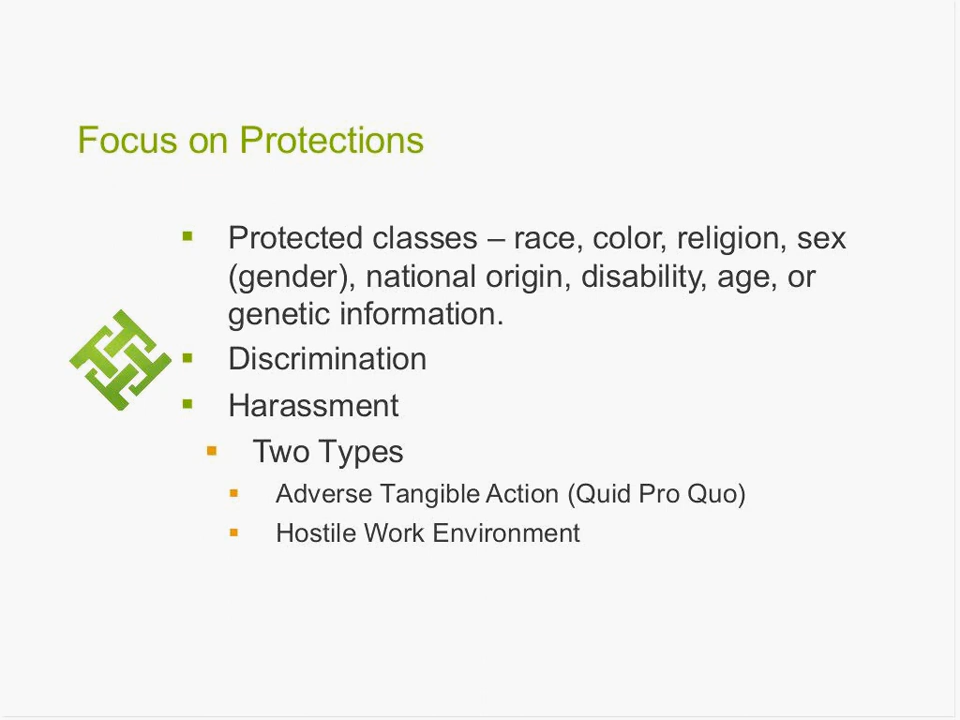 Focus on Protections
▪ Protected classes – race, color, religion, sex
(gender), national origin, disability, age, or
genetic information.
▪ Discrimination
▪ Harassment
▪ Two Types
▪ Adverse Tangible Action (Quid Pro Quo)
▪ Hostile Work Environment